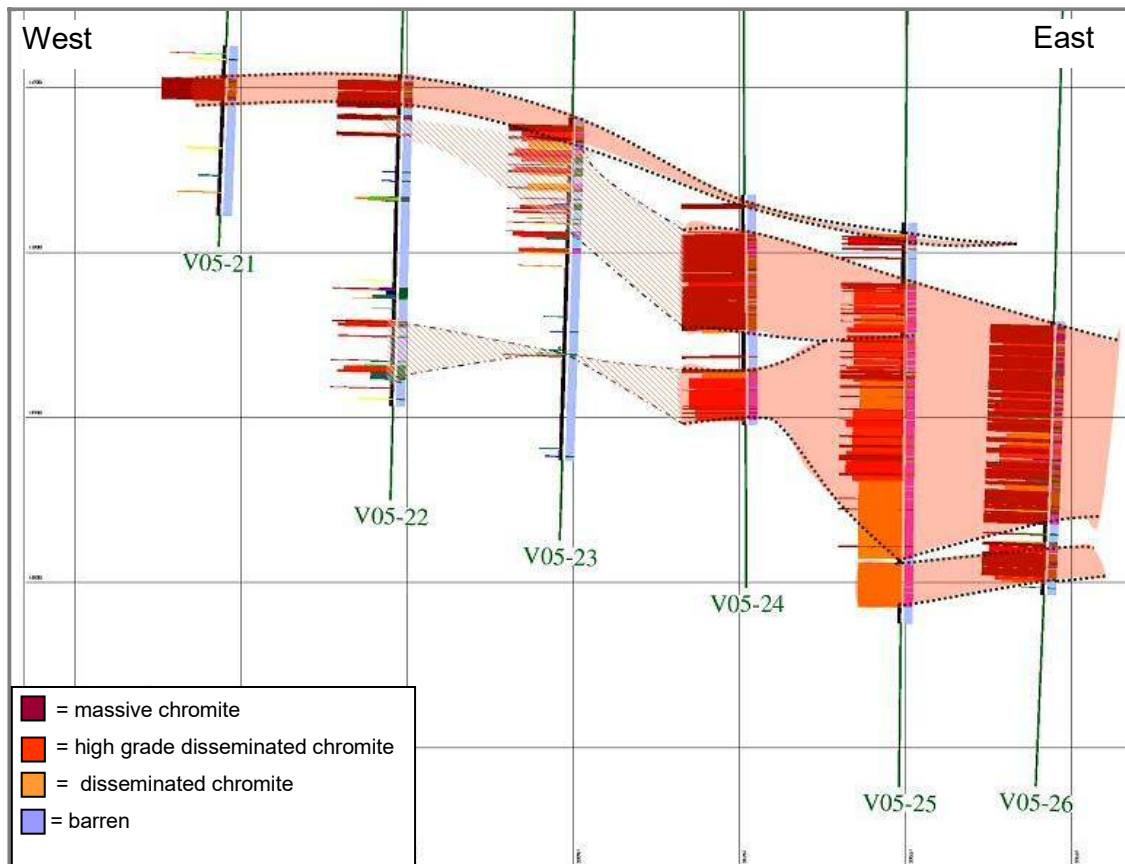 West
East
V05-21
V05-22
V05-23
V05-24
V05-25
V05-26
= massive chromite
= high grade disseminated chromite
= disseminated chromite
= barren